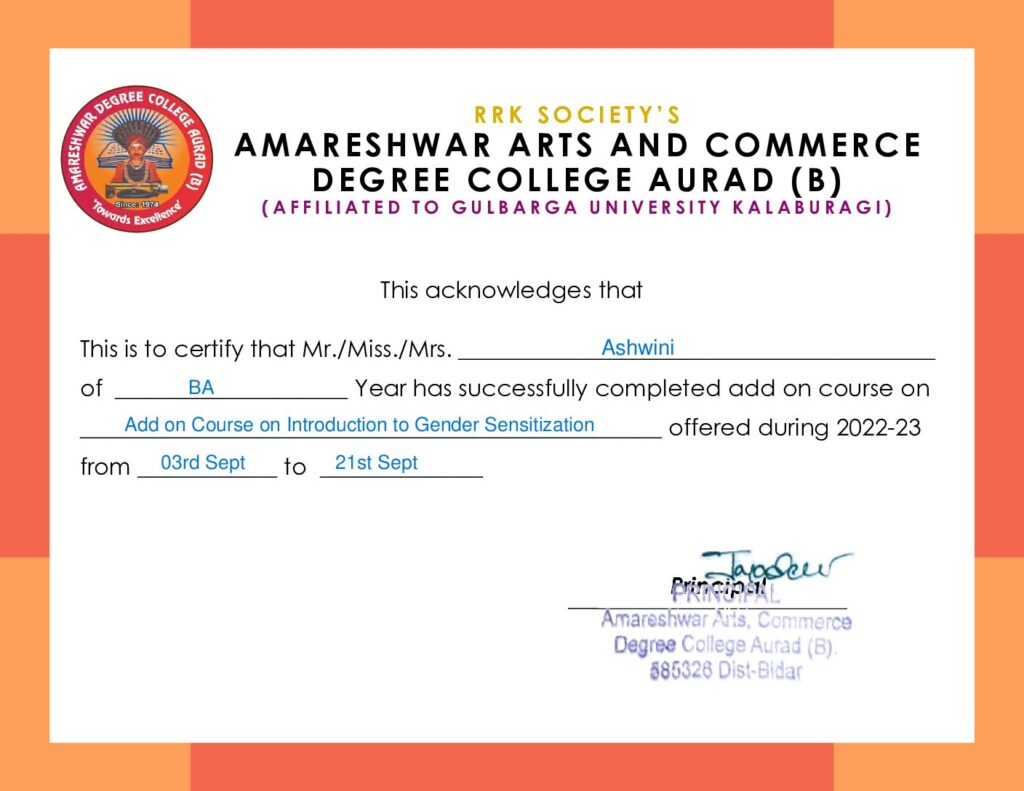 AMARESHWAR DEGREE COLLEGE AURAD (B)
Since: 1974
'Towards Excellence'
RRK SOCIETY'S
AMARESHWAR ARTS AND COMMERCE
DEGREE COLLEGE AURAD (B)
(AFFILIATED TO GULBARGA UNIVERSITY KALABURAGI)
This acknowledges that
This is to certify that Mr./Miss./Mrs. Ashwini
of BA Year has successfully completed add on course on
Add on Course on Introduction to Gender Sensitization offered during 2022-23
from 03rd Sept to 21st Sept
Principal
PRINCIPAL
Amareshwar Arts, Commerce
Degree College Aurad (B).
585326 Dist-Bidar